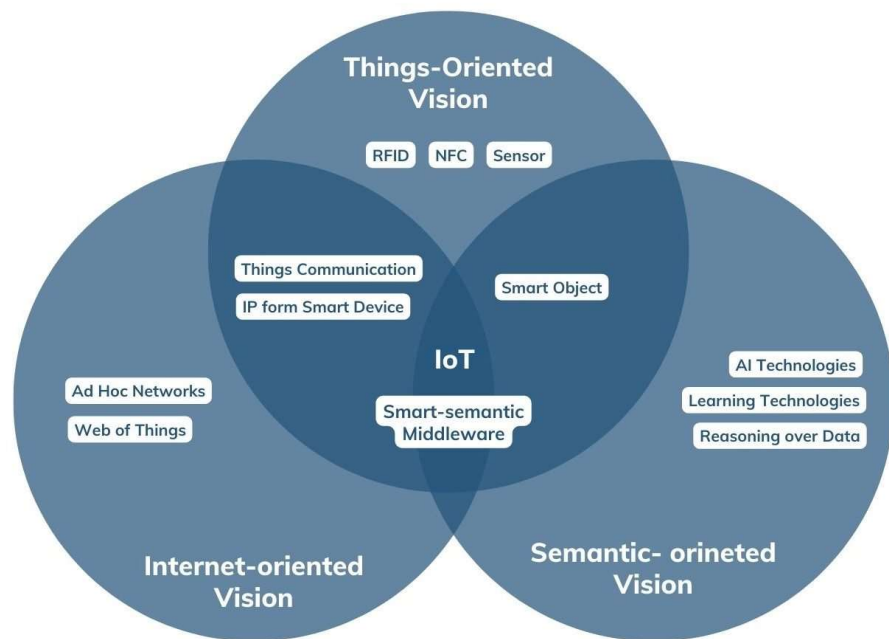 Things-Oriented
Vision
RFID NFC Sensor
Things Communication
IP form Smart Device
Smart Object
IoT
Smart-semantic
Middleware
Ad Hoc Networks
Web of Things
AI Technologies
Learning Technologies
Reasoning over Data
Internet-oriented
Vision
Semantic- orineted
Vision